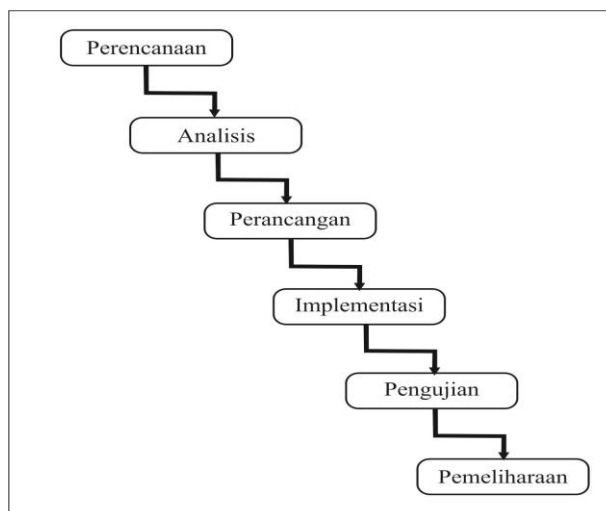 Perencanaan
Analisis
Perancangan
Implementasi
Pengujian
Pemeliharaan